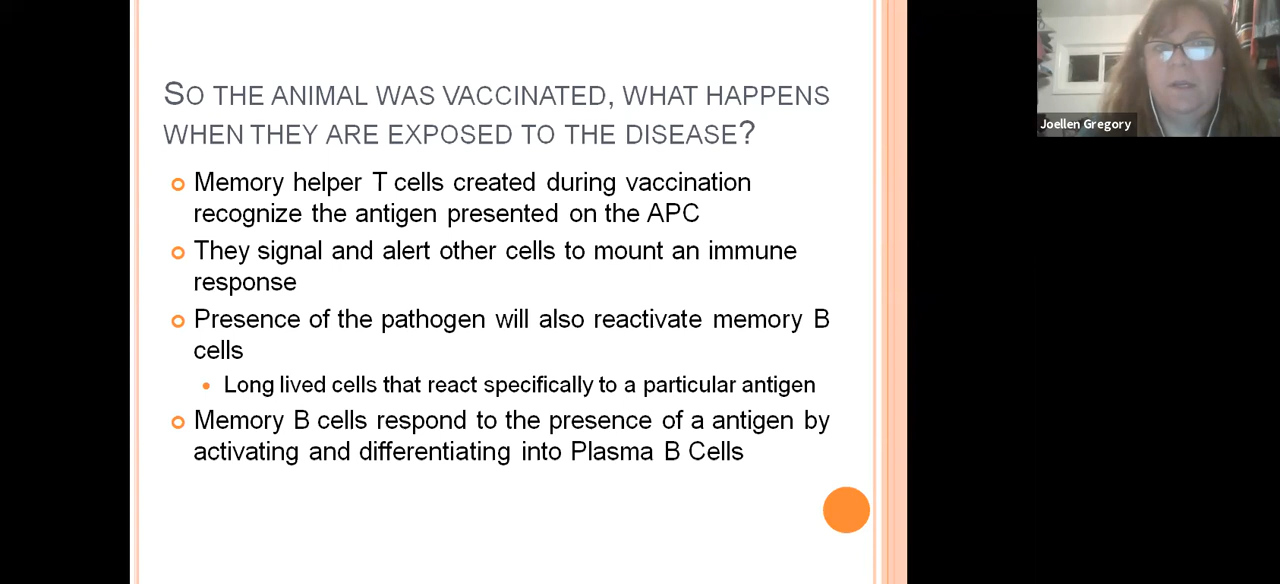 SO THE ANIMAL WAS VACCINATED, WHAT HAPPENS
WHEN THEY ARE EXPOSED TO THE DISEASE?
Memory helper T cells created during vaccination
recognize the antigen presented on the APC
They signal and alert other cells to mount an immune
response
Presence of the pathogen will also reactivate memory B
cells
Long lived cells that react specifically to a particular antigen
Memory B cells respond to the presence of a antigen by
activating and differentiating into Plasma B Cells
Joellen Gregory